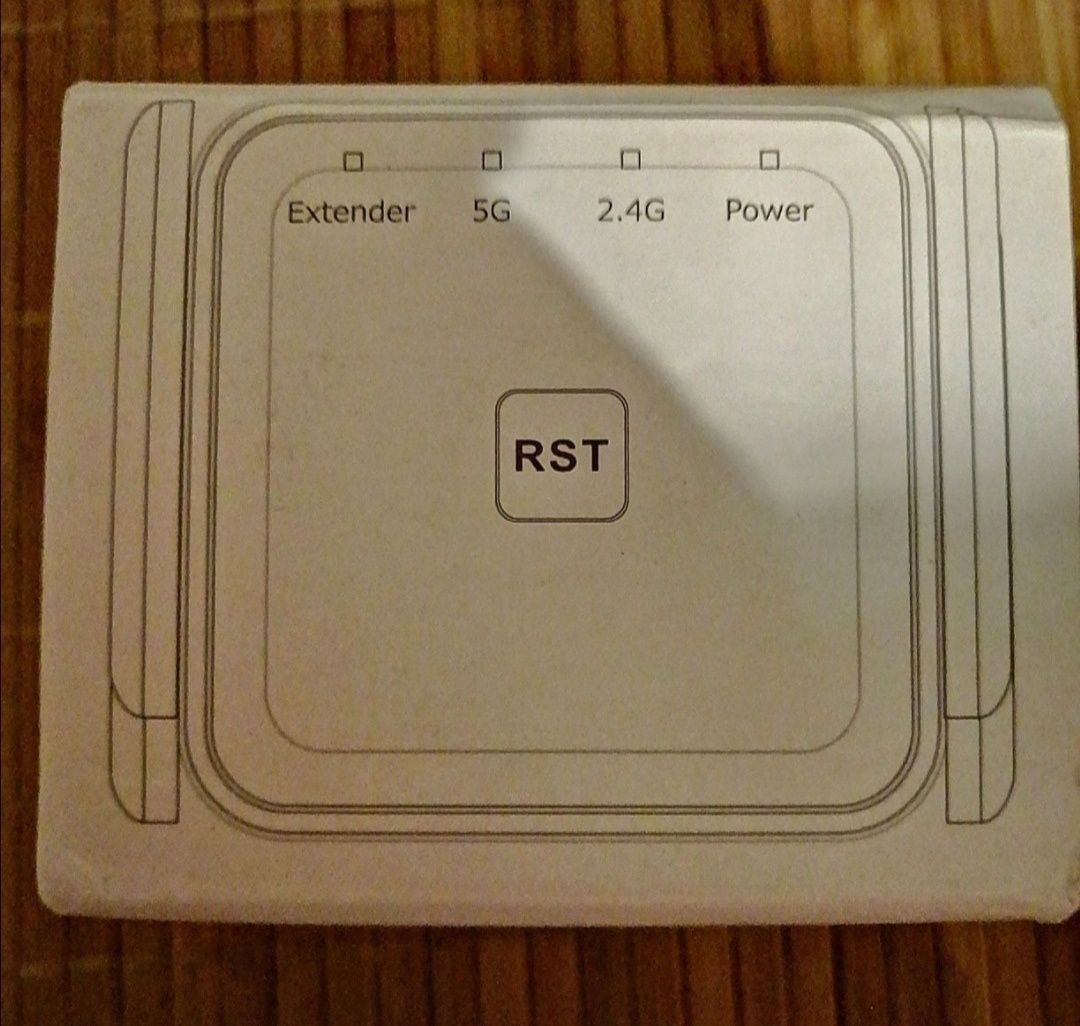 Extender 5G 2.4G Power
RST